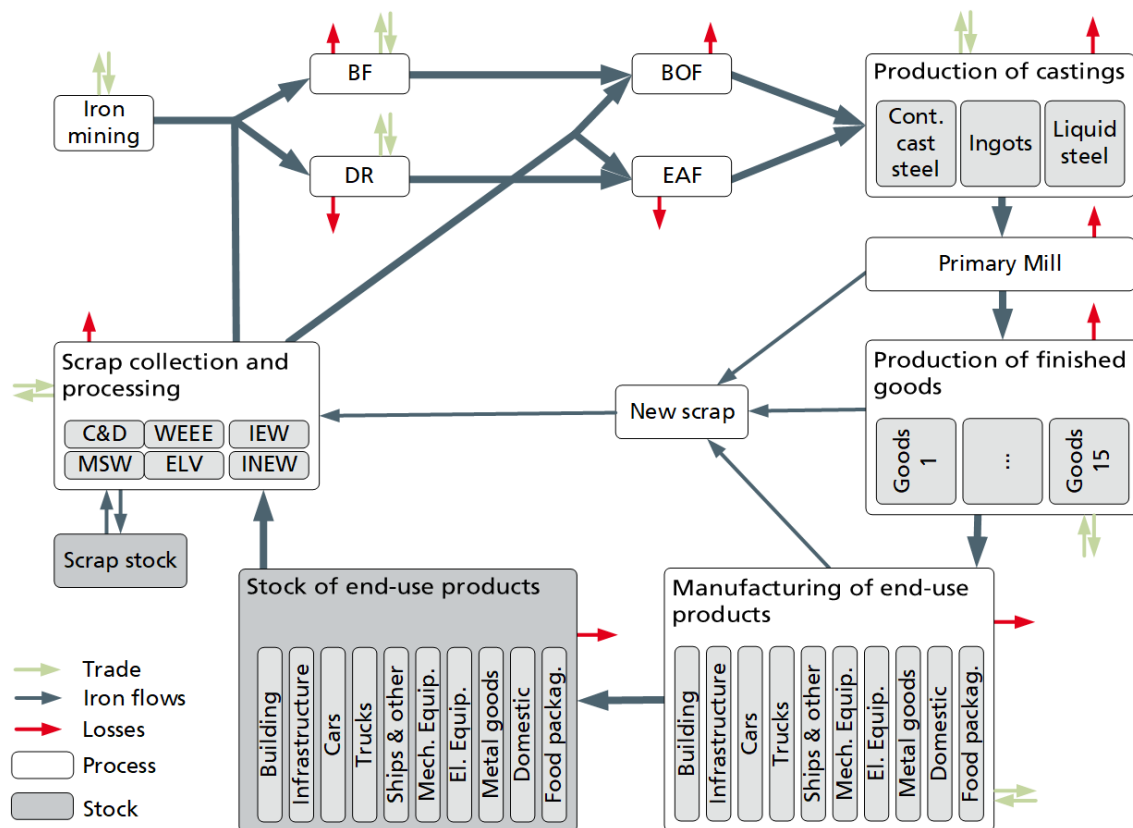 BF
BOF
Production of castings
Iron
mining
Cont.
cast
steel
Ingots
Liquid
steel
DR
EAF
Primary Mill
Scrap collection and
processing
C&D
WEEE
IEW
MSW
ELV
INEW
New scrap
Production of finished
goods
Goods
1
...
Goods
15
Scrap stock
Stock of end-use products
Building
Infrastructure
Cars
Trucks
Ships & other
Mech. Equip.
El. Equip.
Metal goods
Domestic
Food packag.
Manufacturing of end-use
products
Building
Infrastructure
Cars
Trucks
Ships & other
Mech. Equip.
El. Equip.
Metal goods
Domestic
Food packag.
Trade
Iron flows
Losses
Process
Stock